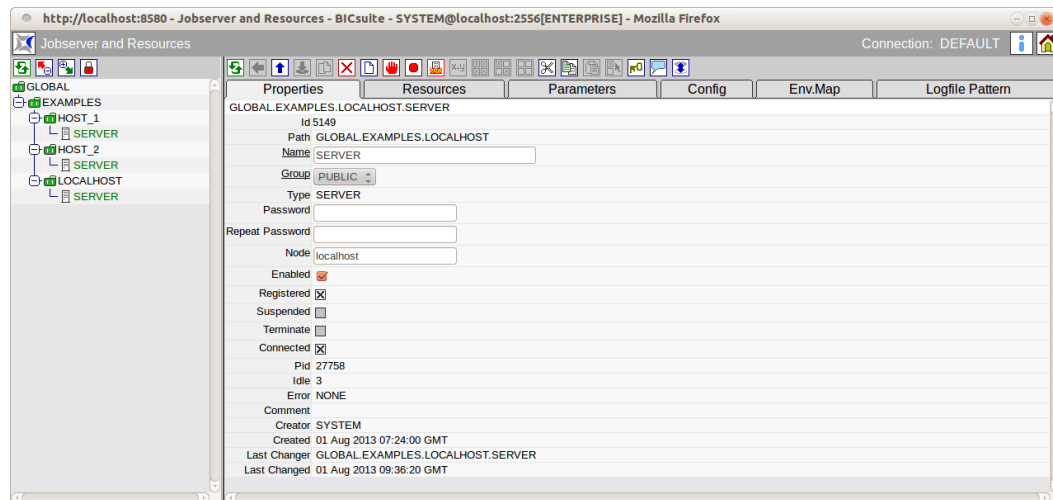 http://localhost:8580 - Jobserver and Resources - BICsuite - SYSTEM@localhost:2556[ENTERPRISE] - Mozilla Firefox
Jobserver and Resources
Connection: DEFAULT
GLOBAL
EXAMPLES
HOST_1
SERVER
HOST_2
SERVER
LOCALHOST
SERVER
Properties Resources Parameters Config Env.Map Logfile Pattern
GLOBAL.EXAMPLES.LOCALHOST.SERVER
Id 5149
Path GLOBAL.EXAMPLES.LOCALHOST
Name SERVER
Group PUBLIC
Type SERVER
Password
Repeat Password
Node localhost
Enabled
Registered
Suspended
Terminate
Connected
Pid 27758
Idle 3
Error NONE
Comment
Creator SYSTEM
Created 01 Aug 2013 07:24:00 GMT
Last Changer GLOBAL.EXAMPLES.LOCALHOST.SERVER
Last Changed 01 Aug 2013 09:36:20 GMT